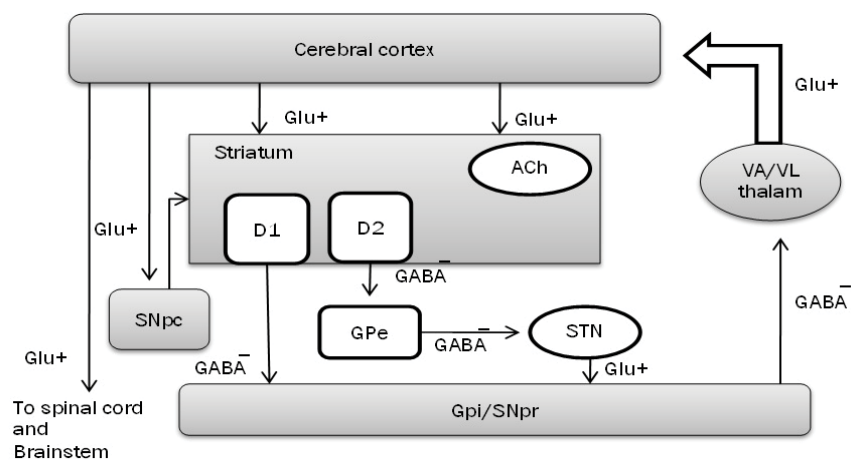 Cerebral cortex
Glu+
Glu+
Glu+
Striatum
ACh
VA/VL
thalam
Glu+
D1
D2
GABA‾
SNpc
GPe
GABA‾
STN
GABA‾
Glu+
GABA‾
Glu+
To spinal cord
and
Brainstem
Gpi/SNpr